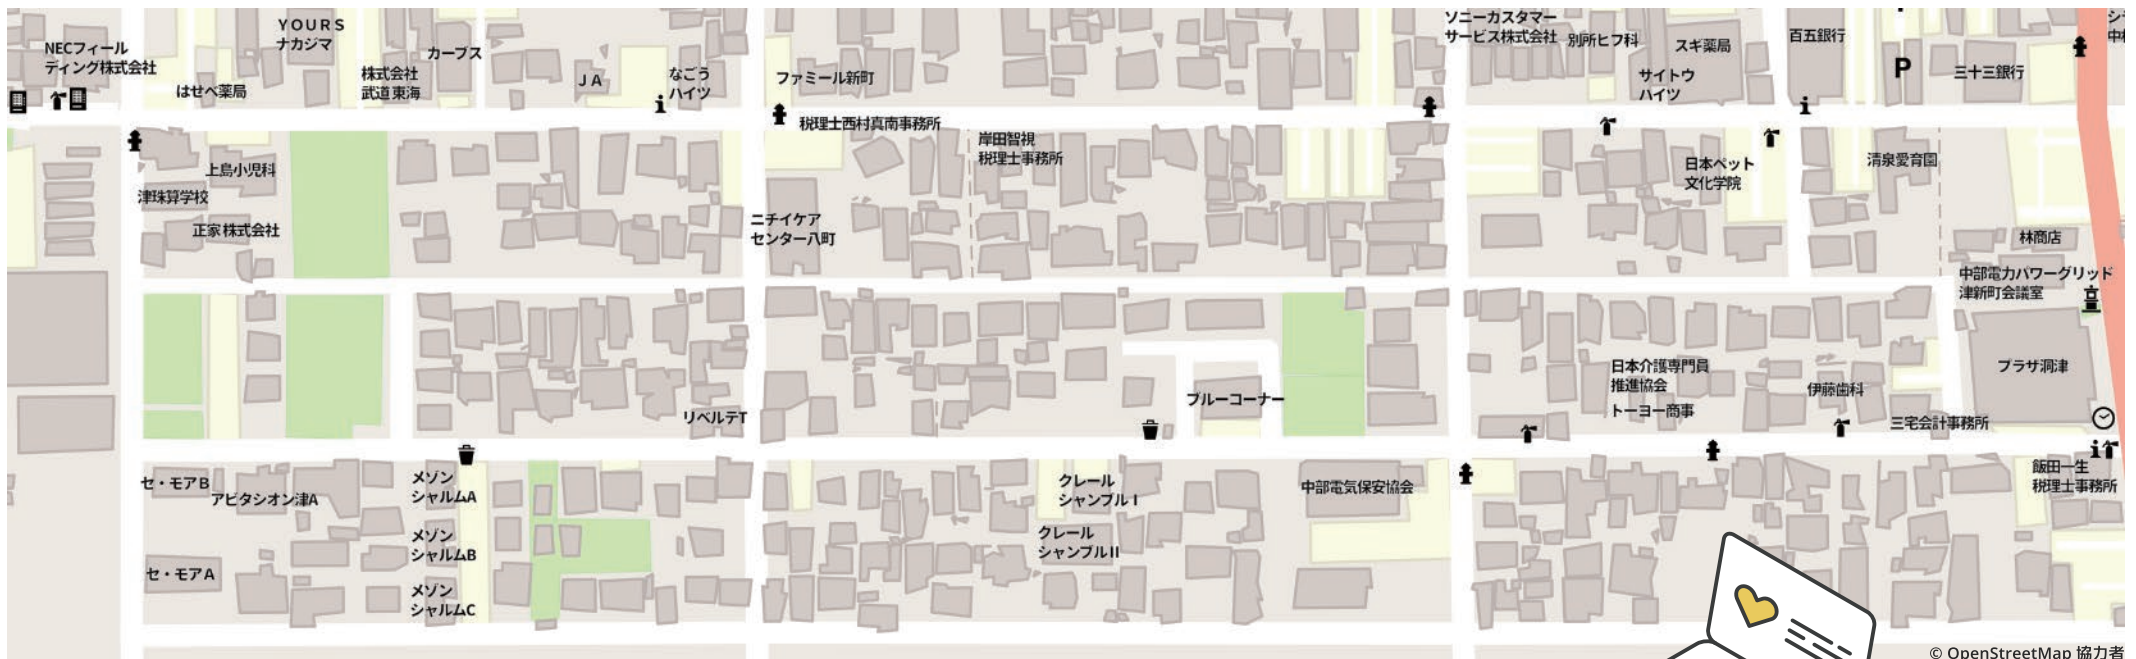 YOURS
ナカジマ
NECフィール
ディング株式会社
はせべ薬局
株式会社
武道東海
カーブス
JA
なごう
ハイツ
ファミール新町
税理士西村真南事務所
ソニーカスタマー
サービス株式会社
別所ヒフ科
スギ薬局
サイトウ
ハイツ
百五銀行
P
三十三銀行
上島小児科
津珠算学校
正家株式会社
岸田智視
税理士事務所
ニチイケア
センター八町
日本ペット
文化学院
清泉愛育園
林商店
中部電力パワーグリッド
津新町会議室
リベルテT
ブルーコーナー
日本介護専門員
推進協会
トーヨー商事
伊藤歯科
プラザ洞津
三宅会計事務所
セ・モアB
アビタシオン津A
メゾン
シャルムA
メゾン
シャルムB
セ・モアA
メゾン
シャルムC
クレール
シャンブルI
クレール
シャンブルII
中部電気保安協会
飯田一生
税理士事務所
© OpenStreetMap 協力者